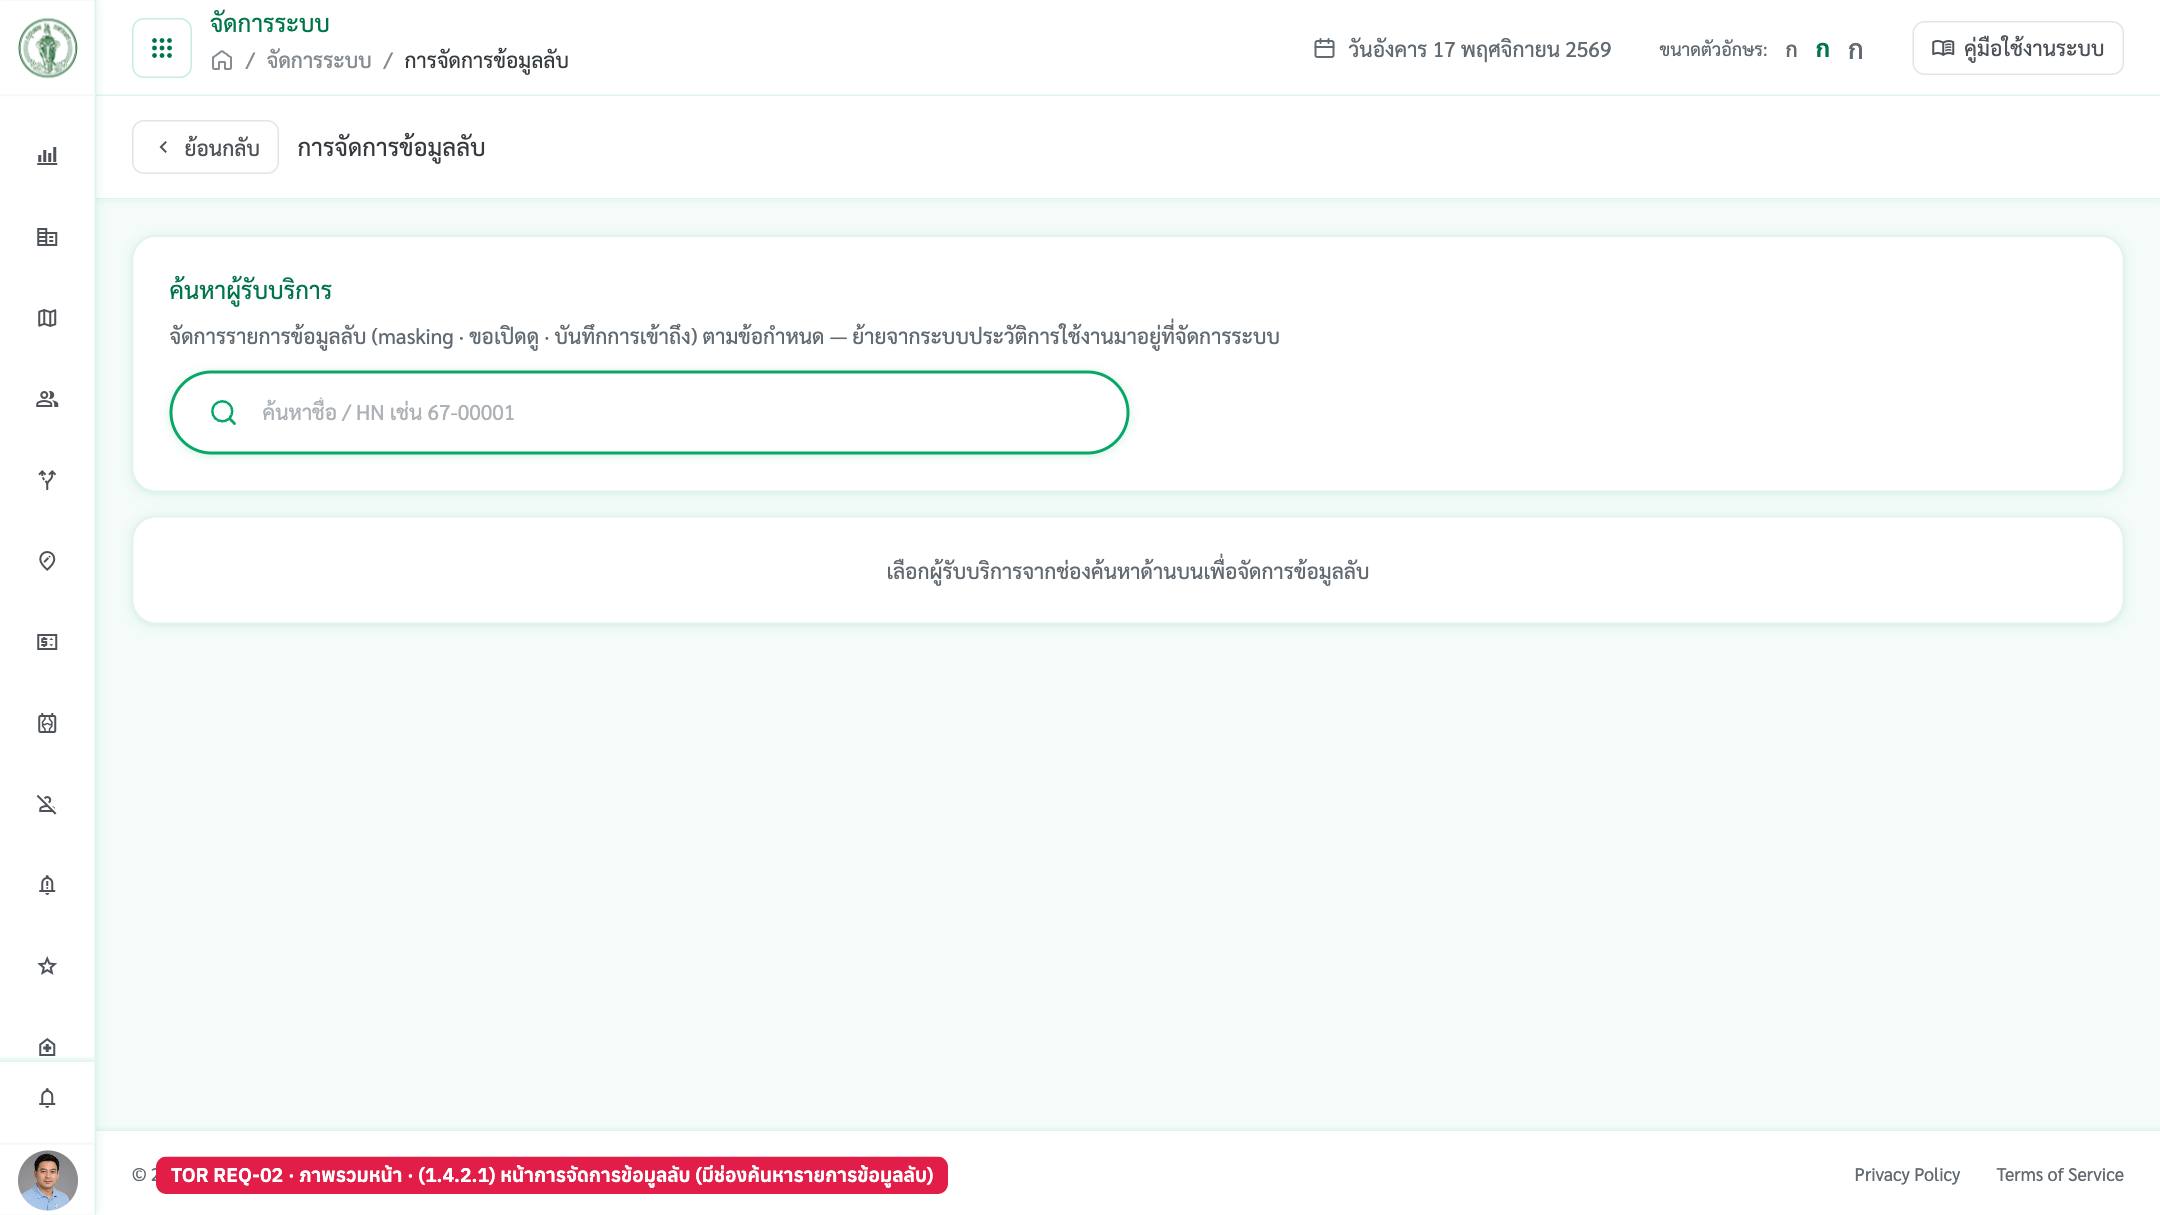 จัดการระบบ
/ จัดการระบบ / การจัดการข้อมูลลับ
วันอังคาร 17 พฤศจิกายน 2569
ขนาดตัวอักษร: ก ก ก
คู่มือใช้งานระบบ
ย้อนกลับ
การจัดการข้อมูลลับ
ค้นหาผู้รับบริการ
จัดการรายการข้อมูลลับ (masking · ขอเปิดดู · บันทึกการเข้าถึง) ตามข้อกำหนด — ย้ายจากระบบประวัติการใช้งานมาอยู่ที่จัดการระบบ
ค้นหาชื่อ / HN เช่น 67-00001
เลือกผู้รับบริการจากช่องค้นหาด้านบนเพื่อจัดการข้อมูลลับ
©
TOR REQ-02 · ภาพรวมหน้า · (1.4.2.1) หน้าการจัดการข้อมูลลับ (มีช่องค้นหารายการข้อมูลลับ)
Privacy Policy
Terms of Service